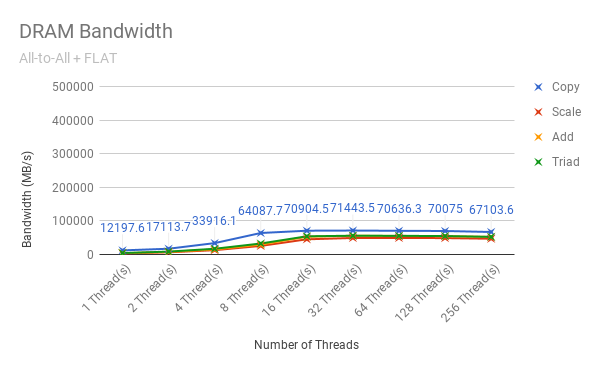 DRAM Bandwidth
All-to-All + FLAT
500000
400000
300000
200000
100000
0
Bandwidth (MB/s)
12197.6
17113.7
33916.1
64087.7
70904.5
71443.5
70636.3
70075
67103.6
1 Thread(s)
2 Thread(s)
4 Thread(s)
8 Thread(s)
16 Thread(s)
32 Thread(s)
64 Thread(s)
128 Thread(s)
256 Thread(s)
Number of Threads
Copy
Scale
Add
Triad